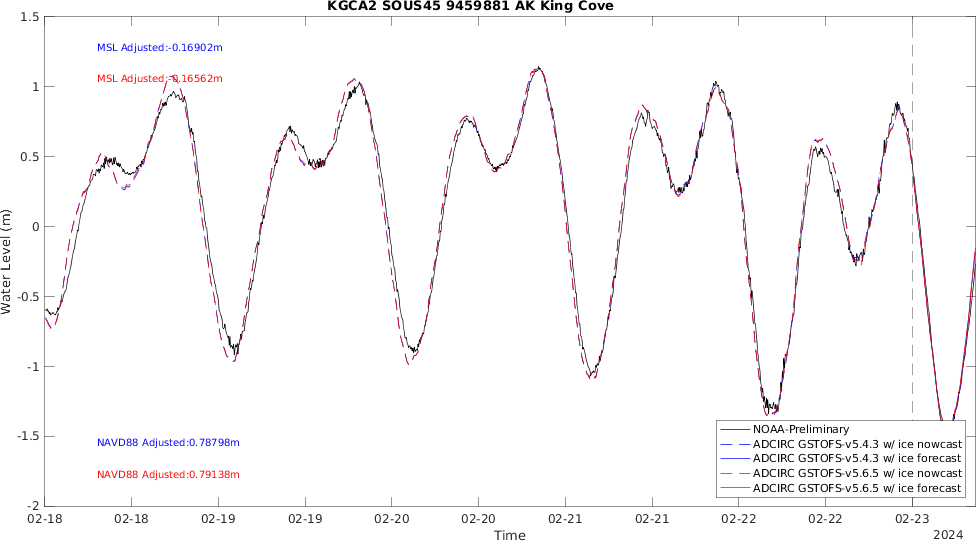 KGCA2 SOUS45 9459881 AK King Cove
1.5
1
0.5
0
-0.5
-1
-1.5
-2
Water Level (m)
MSL Adjusted:-0.16902m
MSL Adjusted:-0.16562m
NAVD88 Adjusted:0.78798m
NAVD88 Adjusted:0.79138m
NOAA-Preliminary
ADCIRC GSTOFS-v5.4.3 w/ ice nowcast
ADCIRC GSTOFS-v5.4.3 w/ ice forecast
ADCIRC GSTOFS-v5.6.5 w/ ice nowcast
ADCIRC GSTOFS-v5.6.5 w/ ice forecast
02-18 02-18 02-19 02-19 02-20 02-20 02-21 02-21 02-22 02-22 02-23
Time
2024